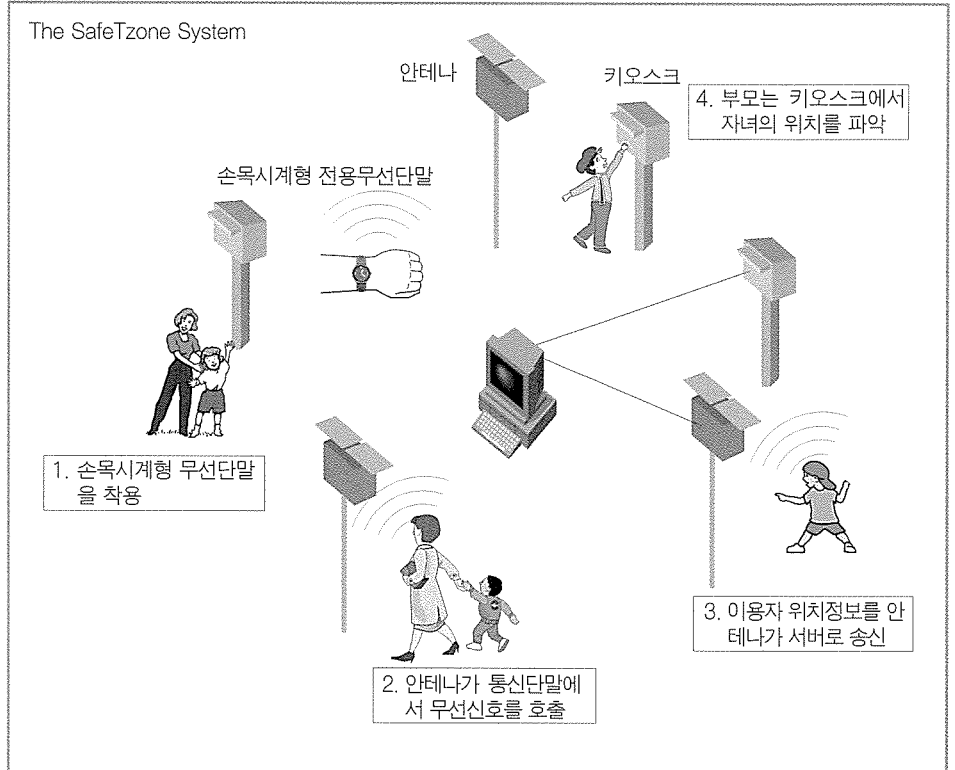 The SafeTzone System
안테나
키오스크
4. 부모는 키오스크에서
자녀의 위치를 파악
손목시계형 전용무선단말
1. 손목시계형 무선단말
을 착용
2. 안테나가 통신단말에
서 무선신호를 호출
3. 이용자 위치정보를 안
테나가 서버로 송신